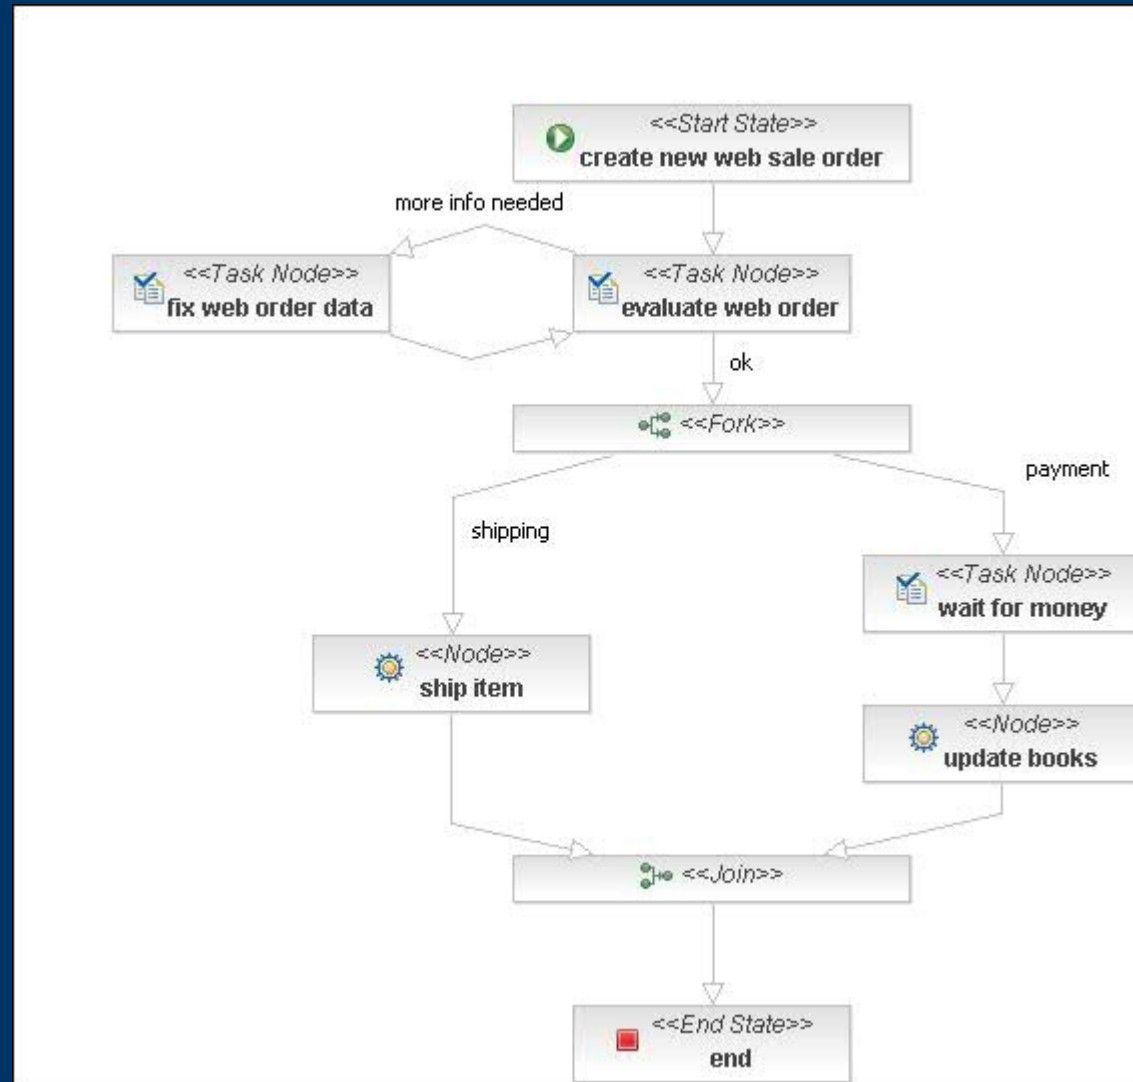 <<Start State>>
create new web sale order
more info needed
<<Task Node>>
fix web order data
<<Task Node>>
evaluate web order
ok
<<Fork>>
payment
shipping
<<Task Node>>
wait for money
<<Node>>
ship item
<<Node>>
update books
<<Join>>
<<End State>>
end